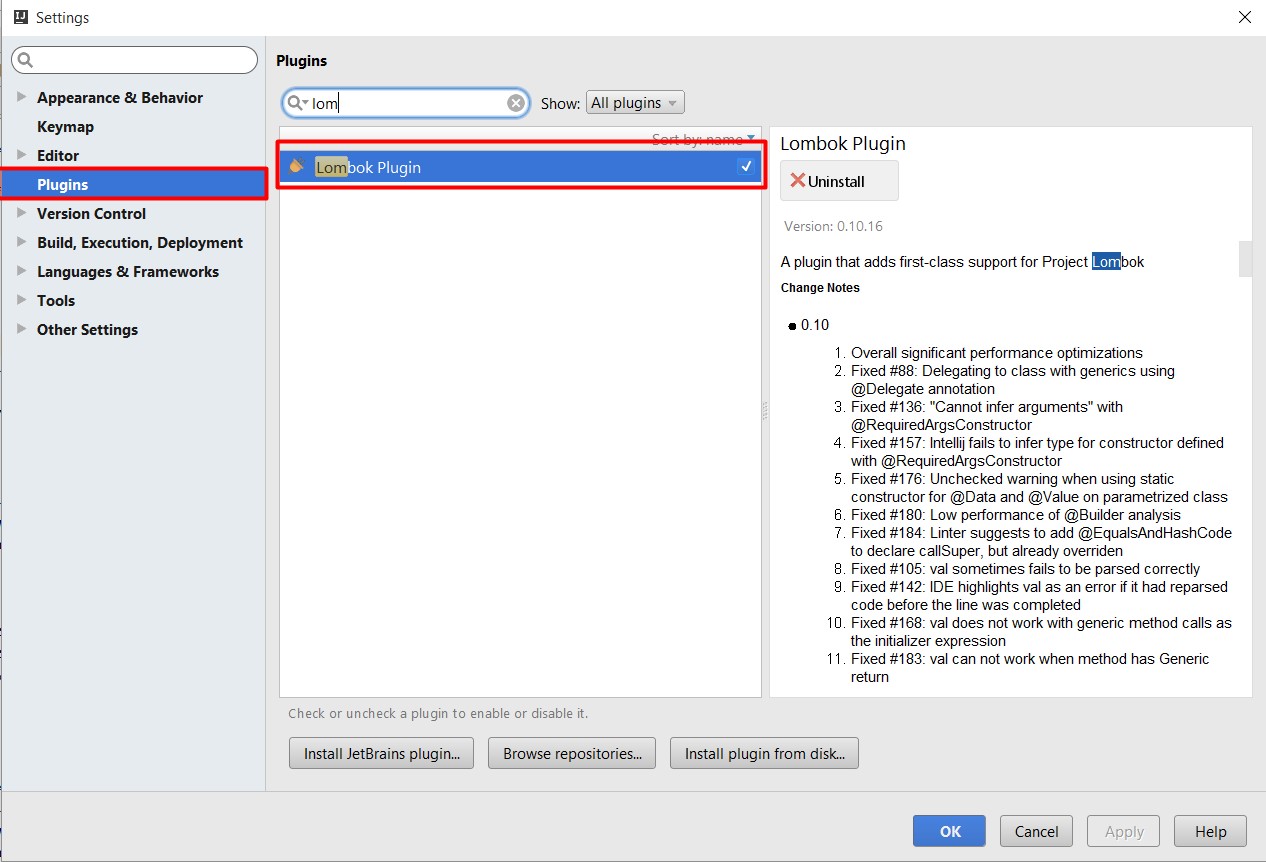 Settings
Appearance & Behavior
Keymap
Editor
Plugins
Version Control
Build, Execution, Deployment
Languages & Frameworks
Tools
Other Settings
Plugins
lom
Show: All plugins
Sort by: name
Lombok Plugin
Lombok Plugin
Uninstall
Version: 0.10.16
A plugin that adds first-class support for Project Lombok
Change Notes
● 0.10
1. Overall significant performance optimizations
2. Fixed #88: Delegating to class with generics using
@Delegate annotation
3. Fixed #136: "Cannot infer arguments" with
@RequiredArgsConstructor
4. Fixed #157: Intellij fails to infer type for constructor defined
with @RequiredArgsConstructor
5. Fixed #176: Unchecked warning when using static
constructor for @Data and @Value on parametrized class
6. Fixed #180: Low performance of @Builder analysis
7. Fixed #184: Linter suggests to add @EqualsAndHashCode
to declare callSuper, but already overriden
8. Fixed #105: val sometimes fails to be parsed correctly
9. Fixed #142: IDE highlights val as an error if it had reparsed
code before the line was completed
10. Fixed #168: val does not work with generic method calls as
the initializer expression
11. Fixed #183: val can not work when method has Generic
return
Check or uncheck a plugin to enable or disable it.
Install JetBrains plugin...
Browse repositories...
Install plugin from disk...
OK
Cancel
Apply
Help